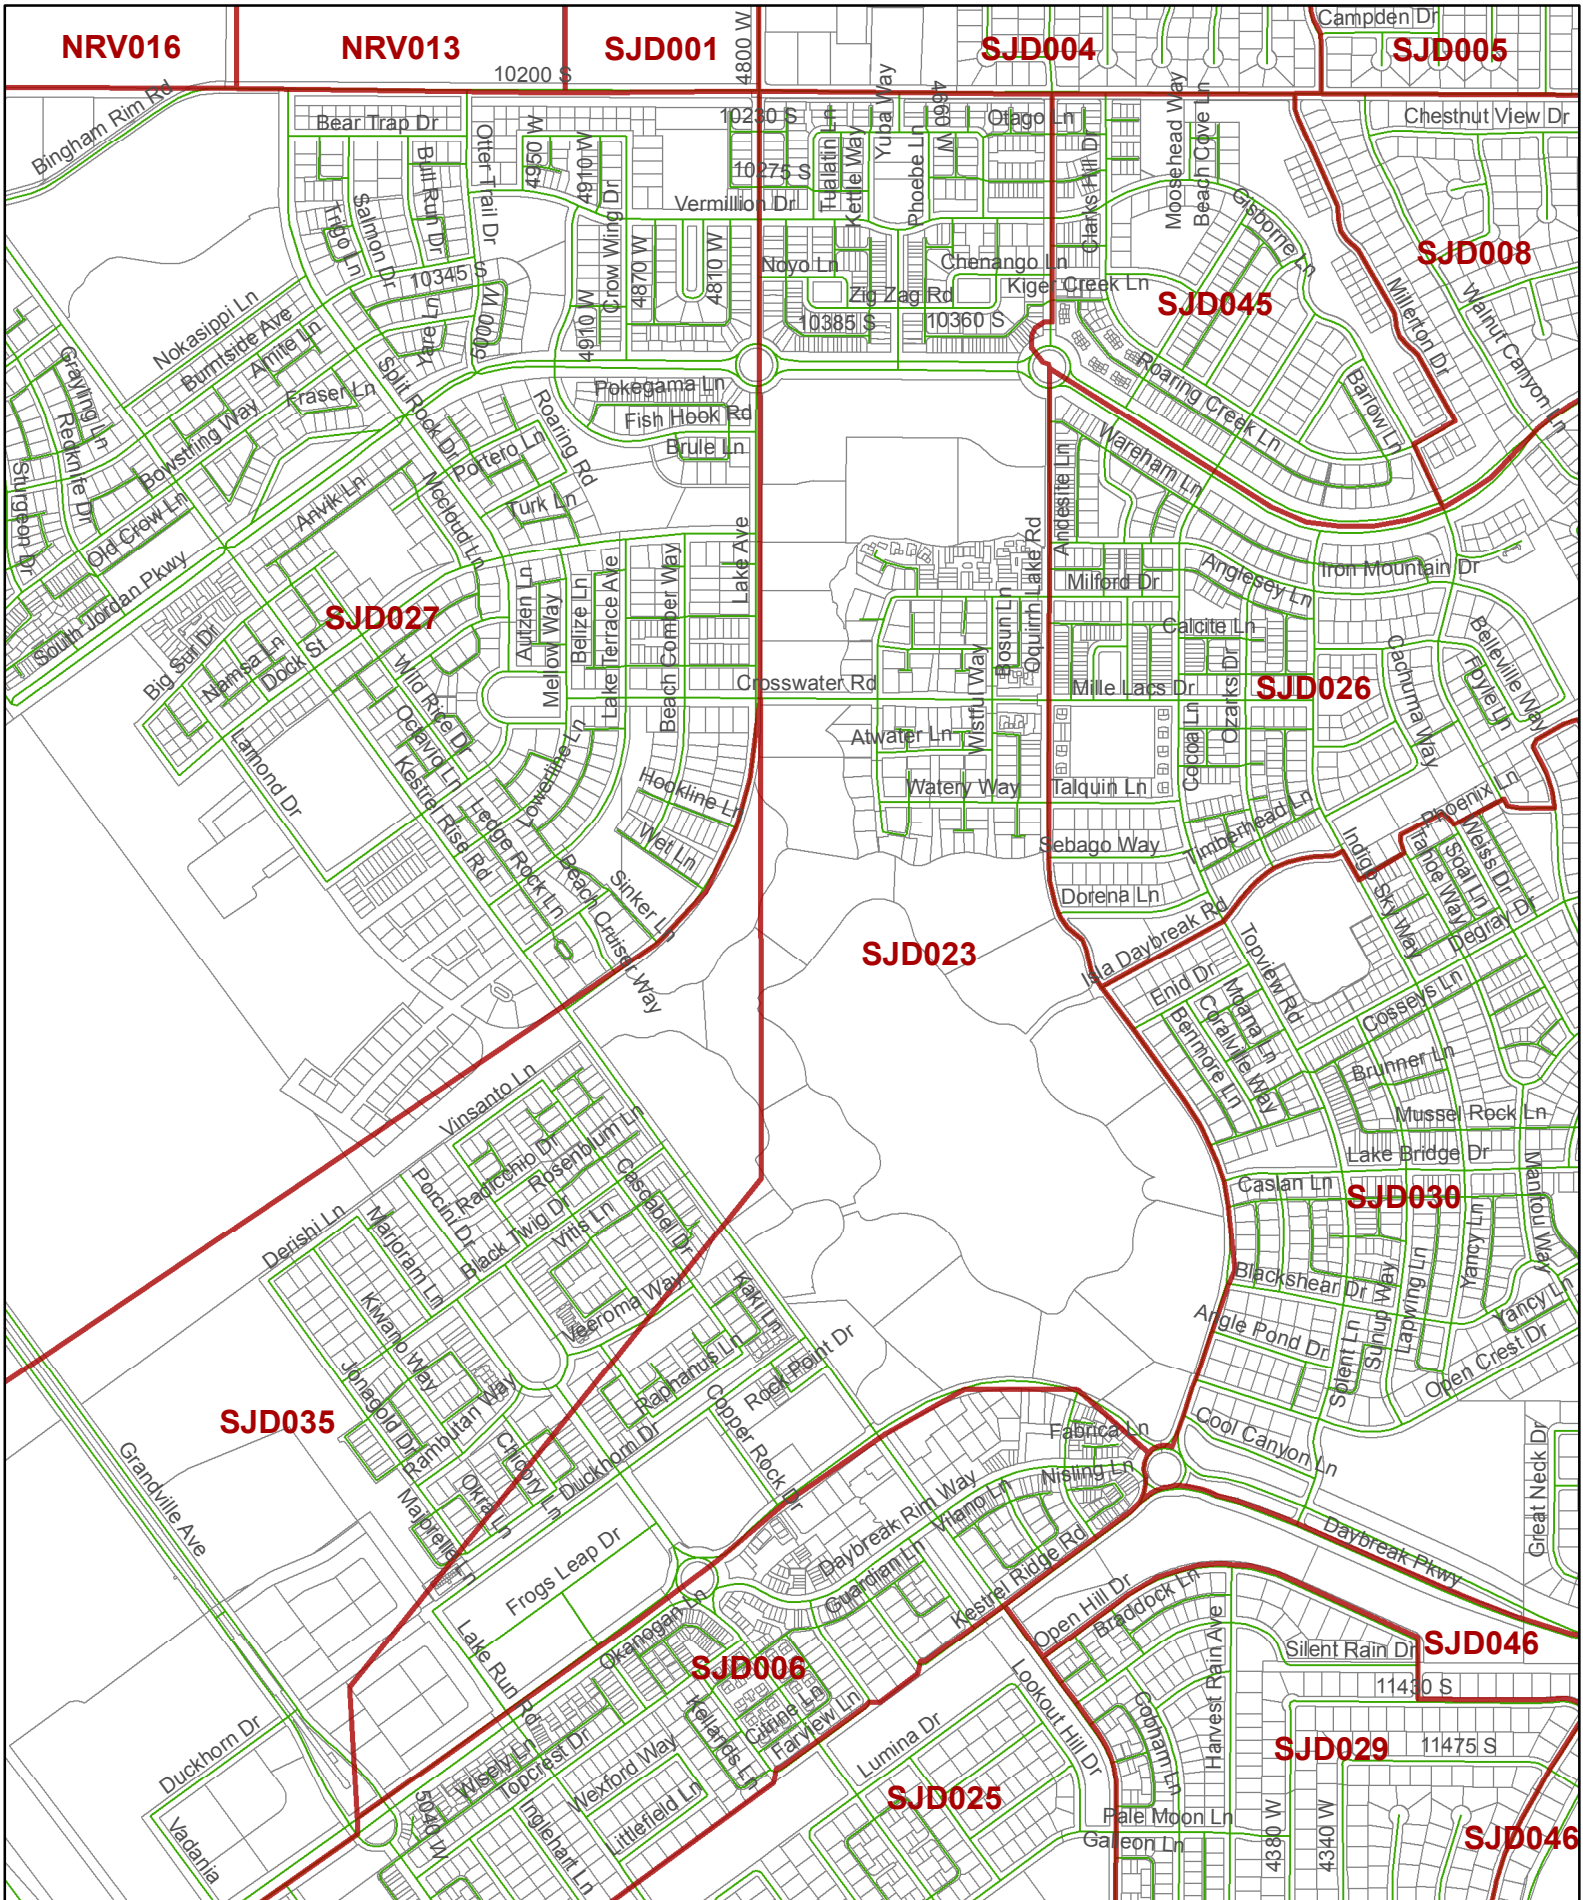 Campden Dr
NRV016
NRV013
SJD001
4800 W
SJD004
SJD005
10200 S
Bingham Rim Rd
Bear Trap Dr
Otter Trail Dr
4950 W
4910 W
10230 S
Tualatin Ln
Kettle Way
Yuba Way
4660 W
Otago Ln
Moosehead Way
Beach Cove Ln
Chestnut View Dr
Bull Run Dr
10275 S
Phoebe Ln
Clarks Hill Dr
Vermillion Dr
Gisborne Ln
Trigo Ln
Salmon Dr
Chow Wing Dr
4870 W
4810 W
Noyo Ln
Chenango Ln
SJD008
10345 S
Kiger Creek Ln
SJD045
Millerton Dr
Walnut Canyon Ln
Nokasippi Ln
Burntside Ave
Amite Ln
Yare Ln
5000 W
4910 W
Zig Zag Rd
10385 S
10360 S
Grayling Ln
Redknife Dr
Fraser Ln
Split Rock Dr
Pokegama Ln
Fish Hook Rd
Brule Ln
Roaring Creek Ln
Barlow Ln
Bowstring Way
Portero Ln
Roaring Rd
Wareham Ln
Sturgeon Dr
Old Crow Ln
Anvik Ln
Mcclodd Ln
Turk Ln
Andesite Ln
Lake Ave
Oquirrh Lake Rd
Iron Mountain Dr
Milford Dr
Anglesey Ln
South Jordan Pkwy
SJD027
Autzan Ln
Mellow Way
Belize Ln
Lake Terrace Ave
Beach Comber Way
Bosun Ln
Calcite Ln
Big Sur Dr
Namsa Ln
Dock St
Wild Rice Dr
Octavid Ln
Crosswater Rd
Wistful Way
Mille Lacs Dr
Ozarks Dr
SJD026
Cachuma Way
Foyle Ln
Belleville Way
Lamond Dr
Kestrel Rise Rd
Atwater Ln
Copoal Ln
Hookline Ln
Watery Way
Talquin Ln
Phoenix Ln
Ledge Rock Ln
Wet Ln
Sebago Way
Timberhead Ln
Indigo Sky Way
Tahoe Way
Soal Ln
Weiss Dr
Beach Cruiser Way
Sinker Ln
Dorena Ln
Degray Dr
SJD023
Isla Daybreak Rd
Topview Rd
Enid Dr
Moana Ln
Coralville Way
Benmore Ln
Cosseys Ln
Brunner Ln
Vinsanto Ln
Mussel Rock Ln
Radicchio Dr
Rosenblum Ln
Lake Bridge Dr
Porcini Dr
Cascabel Dr
Caslan Ln
SJD030
Manitou Way
Derishi Ln
Marjoram Ln
Black Twig Dr
Vitis Ln
Yancy Ln
Kiwano Way
Veeroma Way
Kaki Ln
Blackshear Dr
Sunup Way
Lapwing Ln
Yancy Ln
Angle Pond Dr
Solent Ln
Open Crest Dr
Jonagold Dr
Rambutan Way
Raphanus Ln
Rock Point Dr
SJD035
Copper Rock Dr
Cool Canyon Ln
Fabrica Ln
Grandville Ave
Chicory Ln
Duckhorn Dr
Nisling Ln
Great Neck Dr
Majbrelle Ln
Okra Ln
Vilano Ln
Daybreak Rim Way
Daybreak Pkwy
Frogs Leap Dr
Guardian Ln
Kestrel Ridge Rd
Open Hill Dr
Braddock Ln
Lake Run Rd
Okanogan Ln
SJD006
Harvest Rain Ave
Silent Rain Dr
SJD046
Lookout Hill Dr
11430 S
Duckhorn Dr
Kellands Ln
Citrine Ln
Farview Ln
Lumina Dr
Cobham Ln
SJD029
11475 S
Wisely Ln
Topcrest Dr
Wexford Way
SJD025
Vadania
5040 W
Inglehart Ln
Littlefield Ln
Pale Moon Ln
Galleon Ln
4380 W
4340 W
SJD046